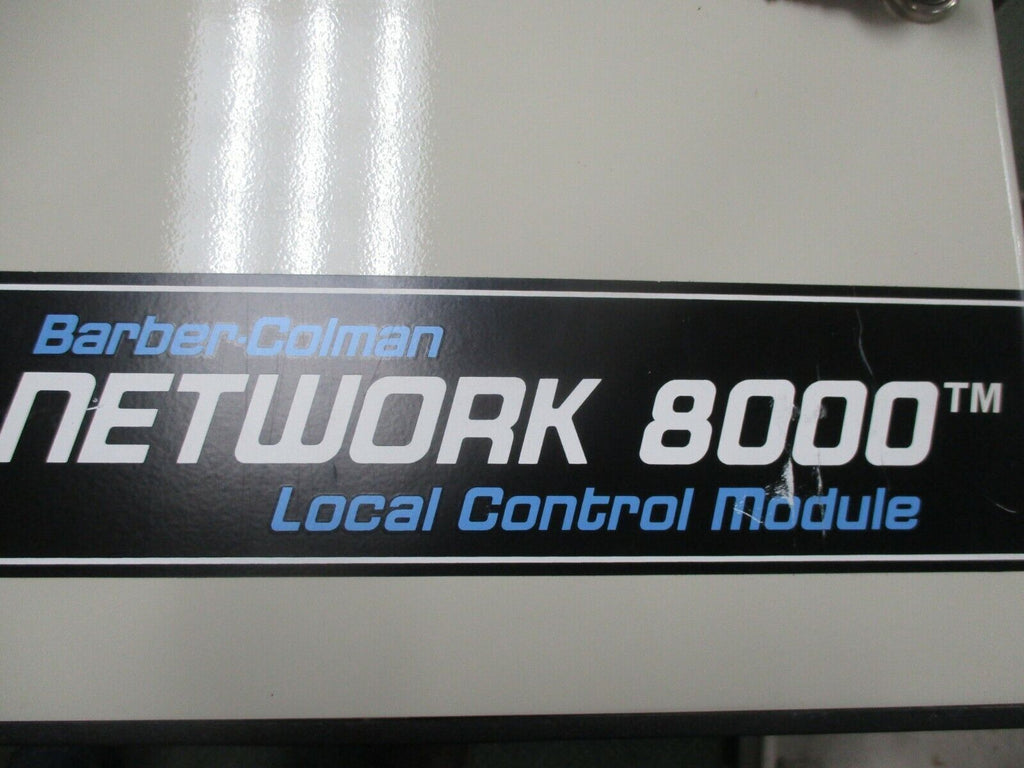 Barber-Colman
NETWORK 8000™
Local Control Module